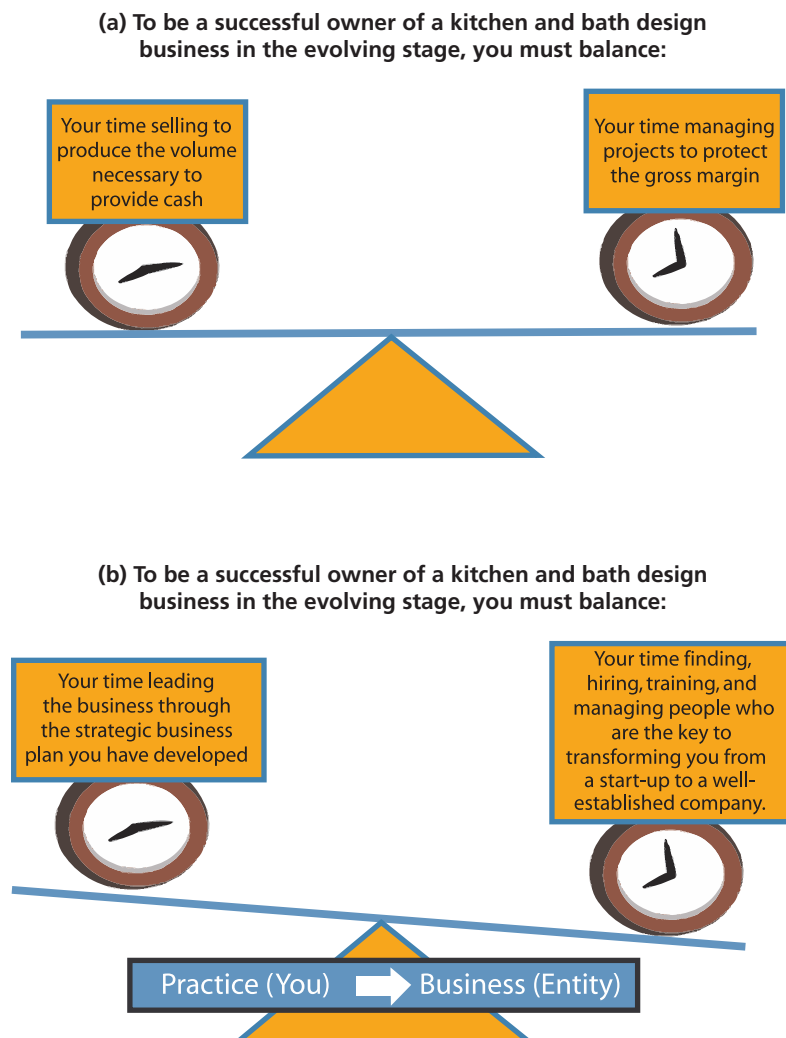 (a) To be a successful owner of a kitchen and bath design
business in the evolving stage, you must balance:
Your time selling to
produce the volume
necessary to
provide cash
Your time managing
projects to protect
the gross margin
(b) To be a successful owner of a kitchen and bath design
business in the evolving stage, you must balance:
Your time leading
the business through
the strategic business
plan you have developed
Your time finding,
hiring, training, and
managing people who
are the key to
transforming you from
a start-up to a well-
established company.
Practice (You) Business (Entity)